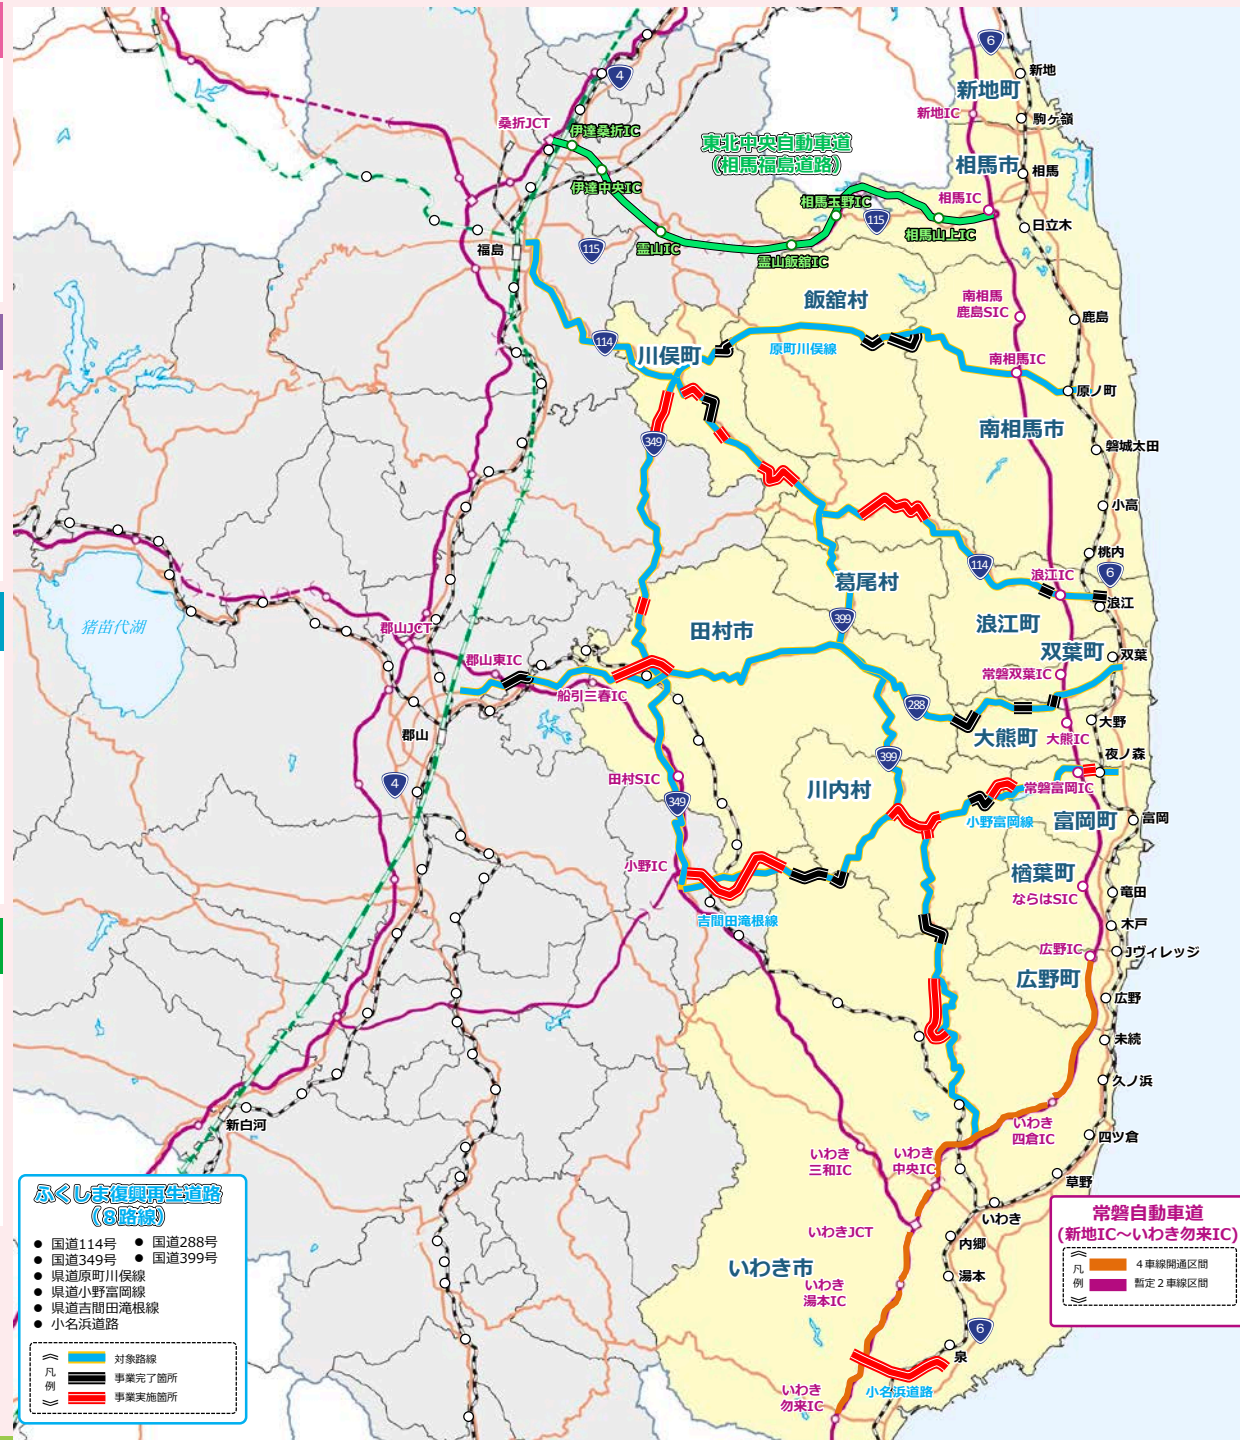 6
新地
4
新地町
新地IC
駒ヶ嶺
桑折JCT
伊達桑折IC
東北中央自動車道
(相馬福島道路)
相馬市
相馬
伊達中央IC
相馬玉野IC
相馬IC
115
相馬山上IC
日立木
福島
115
霊山IC
霊山飯舘IC
飯舘村
南相馬
鹿島SIC
鹿島
114
川俣町
原町川俣線
南相馬IC
原ノ町
349
南相馬市
磐城太田
小高
桃内
114
浪江IC
6
浪江
猪苗代湖
葛尾村
399
浪江町
田村市
郡山JCT
双葉町
双葉
郡山東IC
常磐双葉IC
船引三春IC
288
大野
郡山
大熊町
大熊IC
夜ノ森
399
田村SIC
4
川内村
常磐富岡IC
349
小野富岡線
富岡町
富岡
小野IC
楢葉町
ならはSIC
竜田
吉間田滝根線
木戸
広野IC
Jヴィレッジ
広野町
広野
末続
久ノ浜
新白河
いわき
四倉IC
四ツ倉
いわき
三和IC
いわき
中央IC
草野
いわき
いわきJCT
内郷
いわき市
湯本
いわき
湯本IC
6
泉
小名浜道路
いわき
勿来IC
ふくしま復興再生道路
(8路線)
● 国道114号 ● 国道288号
● 国道349号 ● 国道399号
● 県道原町川俣線
● 県道小野富岡線
● 県道吉間田滝根線
● 小名浜道路
《凡例》
対象路線
事業完了箇所
事業実施箇所
常磐自動車道
(新地IC~いわき勿来IC)
《凡例》
4車線開通区間
暫定2車線区間